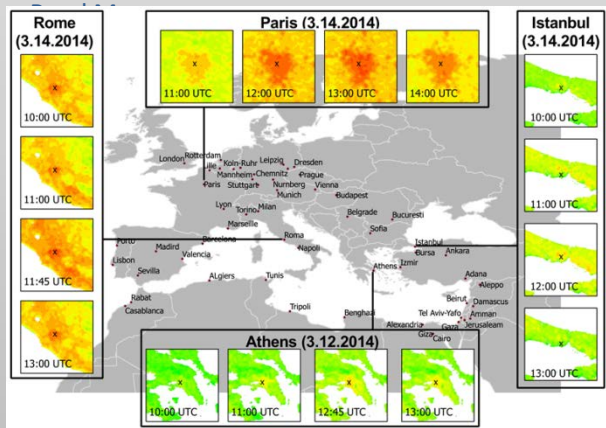 Rome
(3.14.2014)
10:00 UTC
11:00 UTC
11:45 UTC
13:00 UTC
Paris (3.14.2014)
11:00 UTC
12:00 UTC
13:00 UTC
14:00 UTC
Istanbul
(3.14.2014)
10:00 UTC
11:00 UTC
12:00 UTC
13:00 UTC
London
Rotterdam
Lille
Koln-Ruhr
Leipzig
Dresden
Mannheim
Chemnitz
Prague
Paris
Stuttgart
Nurnberg
Vienna
Munich
Budapest
Lyon
Torino
Milan
Belgrade
Bucuresti
Marseille
Sofia
Porto
Barcelona
Roma
Istanbul
Madird
Napoli
Bursa
Ankara
Lisbon
Valencia
Athens
Izmir
Sevilla
ALgiers
Tunis
Adana
Aleppo
Rabat
Casablanca
Tripoli
Beirut
Damascus
Benghazi
Tel Aviv-Yafo
Amman
Alexandria
Gaza
Jerusaleam
Giza
Cairo
Athens (3.12.2014)
10:00 UTC
11:00 UTC
12:45 UTC
13:00 UTC